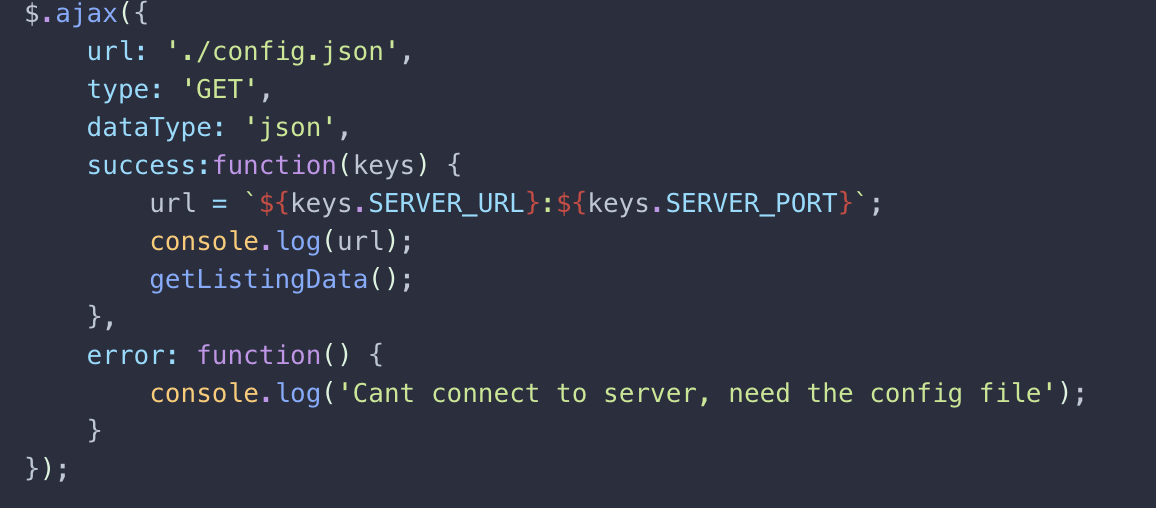 $.ajax({
    url: './config.json',
    type: 'GET',
    dataType: 'json',
    success:function(keys) {
        url = `${keys.SERVER_URL}:${keys.SERVER_PORT}`;
        console.log(url);
        getListingData();
    },
    error: function() {
        console.log('Cant connect to server, need the config file');
    }
});